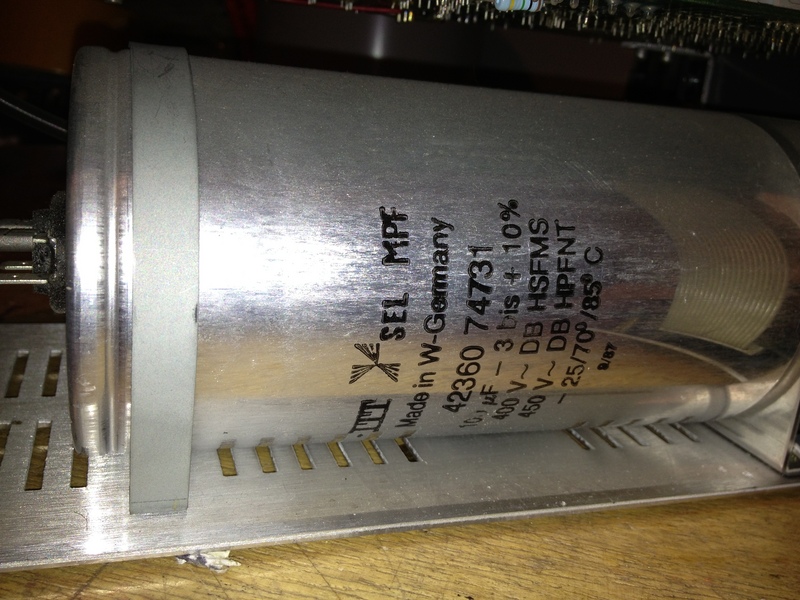 ITT SEL MPF
Made in W-Germany
42360 74731
µF - 3 bis + 10%
400 V~ DB HSFMS
450 V~ DB HPFNT
- 25/70°/85° C
9/87